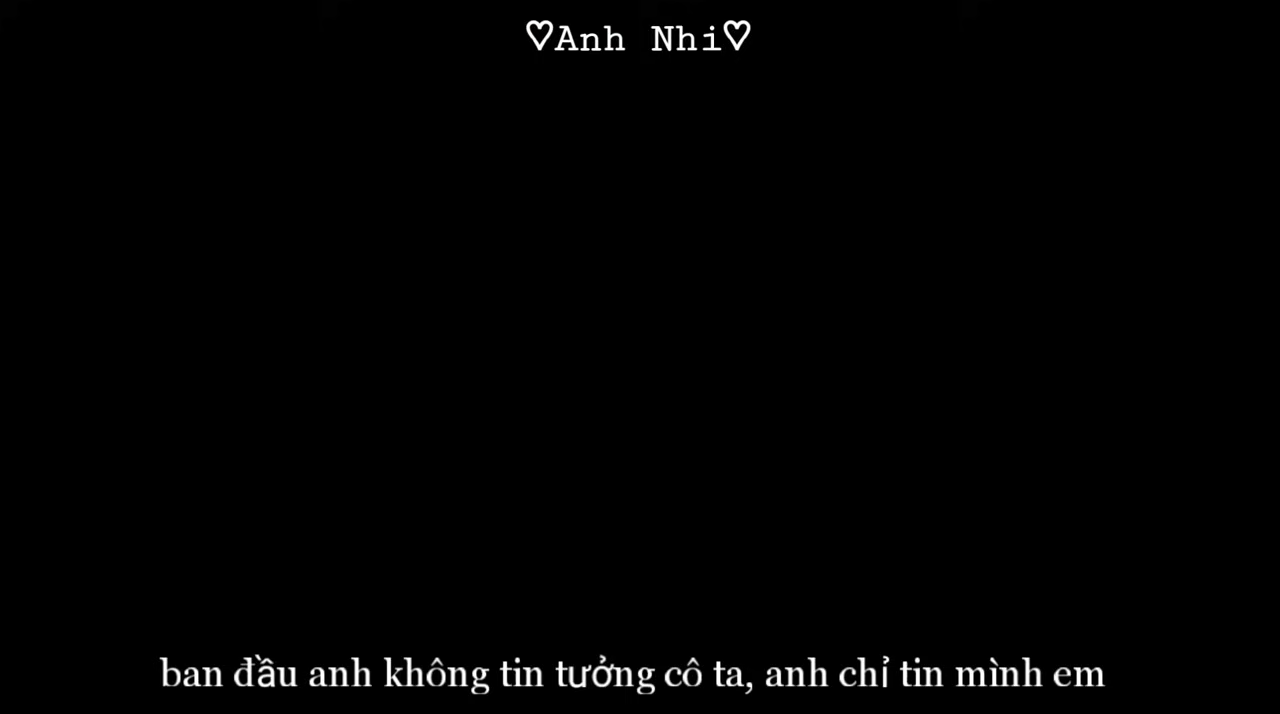 ♡Anh Nhi♡
ban đầu anh không tin tưởng cô ta, anh chỉ tin mình em